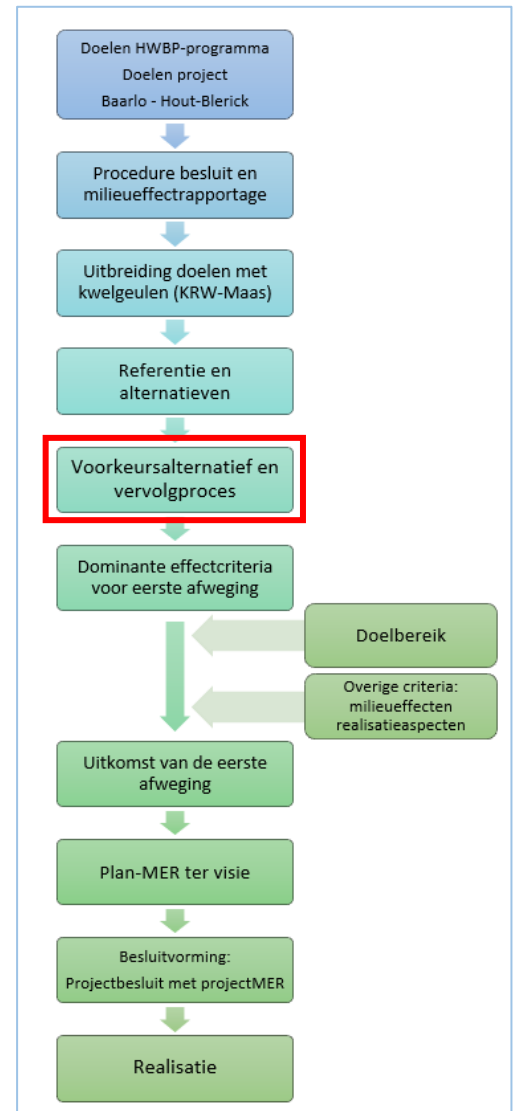 Doelen HWBP-programma
Doelen project
Baarlo - Hout-Blerick
Procedure besluit en
milieueffectrapportage
Uitbreiding doelen met
kwelgeulen (KRW-Maas)
Referentie en
alternatieven
Voorkeursalternatief en
vervolgproces
Dominante effectcriteria
voor eerste afweging
Doelbereik
Overige criteria:
milieueffecten
realisatieaspecten
Uitkomst van de eerste
afweging
Plan-MER ter visie
Besluitvorming:
Projectbesluit met projectMER
Realisatie